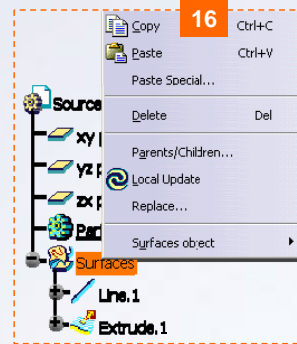 Copy 16 Ctrl+C
Paste Ctrl+V
Paste Special...
Delete Del
Parents/Children...
Local Update
Replace...
Surfaces object
Source
xy p
yz p
zx p
Part
Surfaces
Line.1
Extrude.1